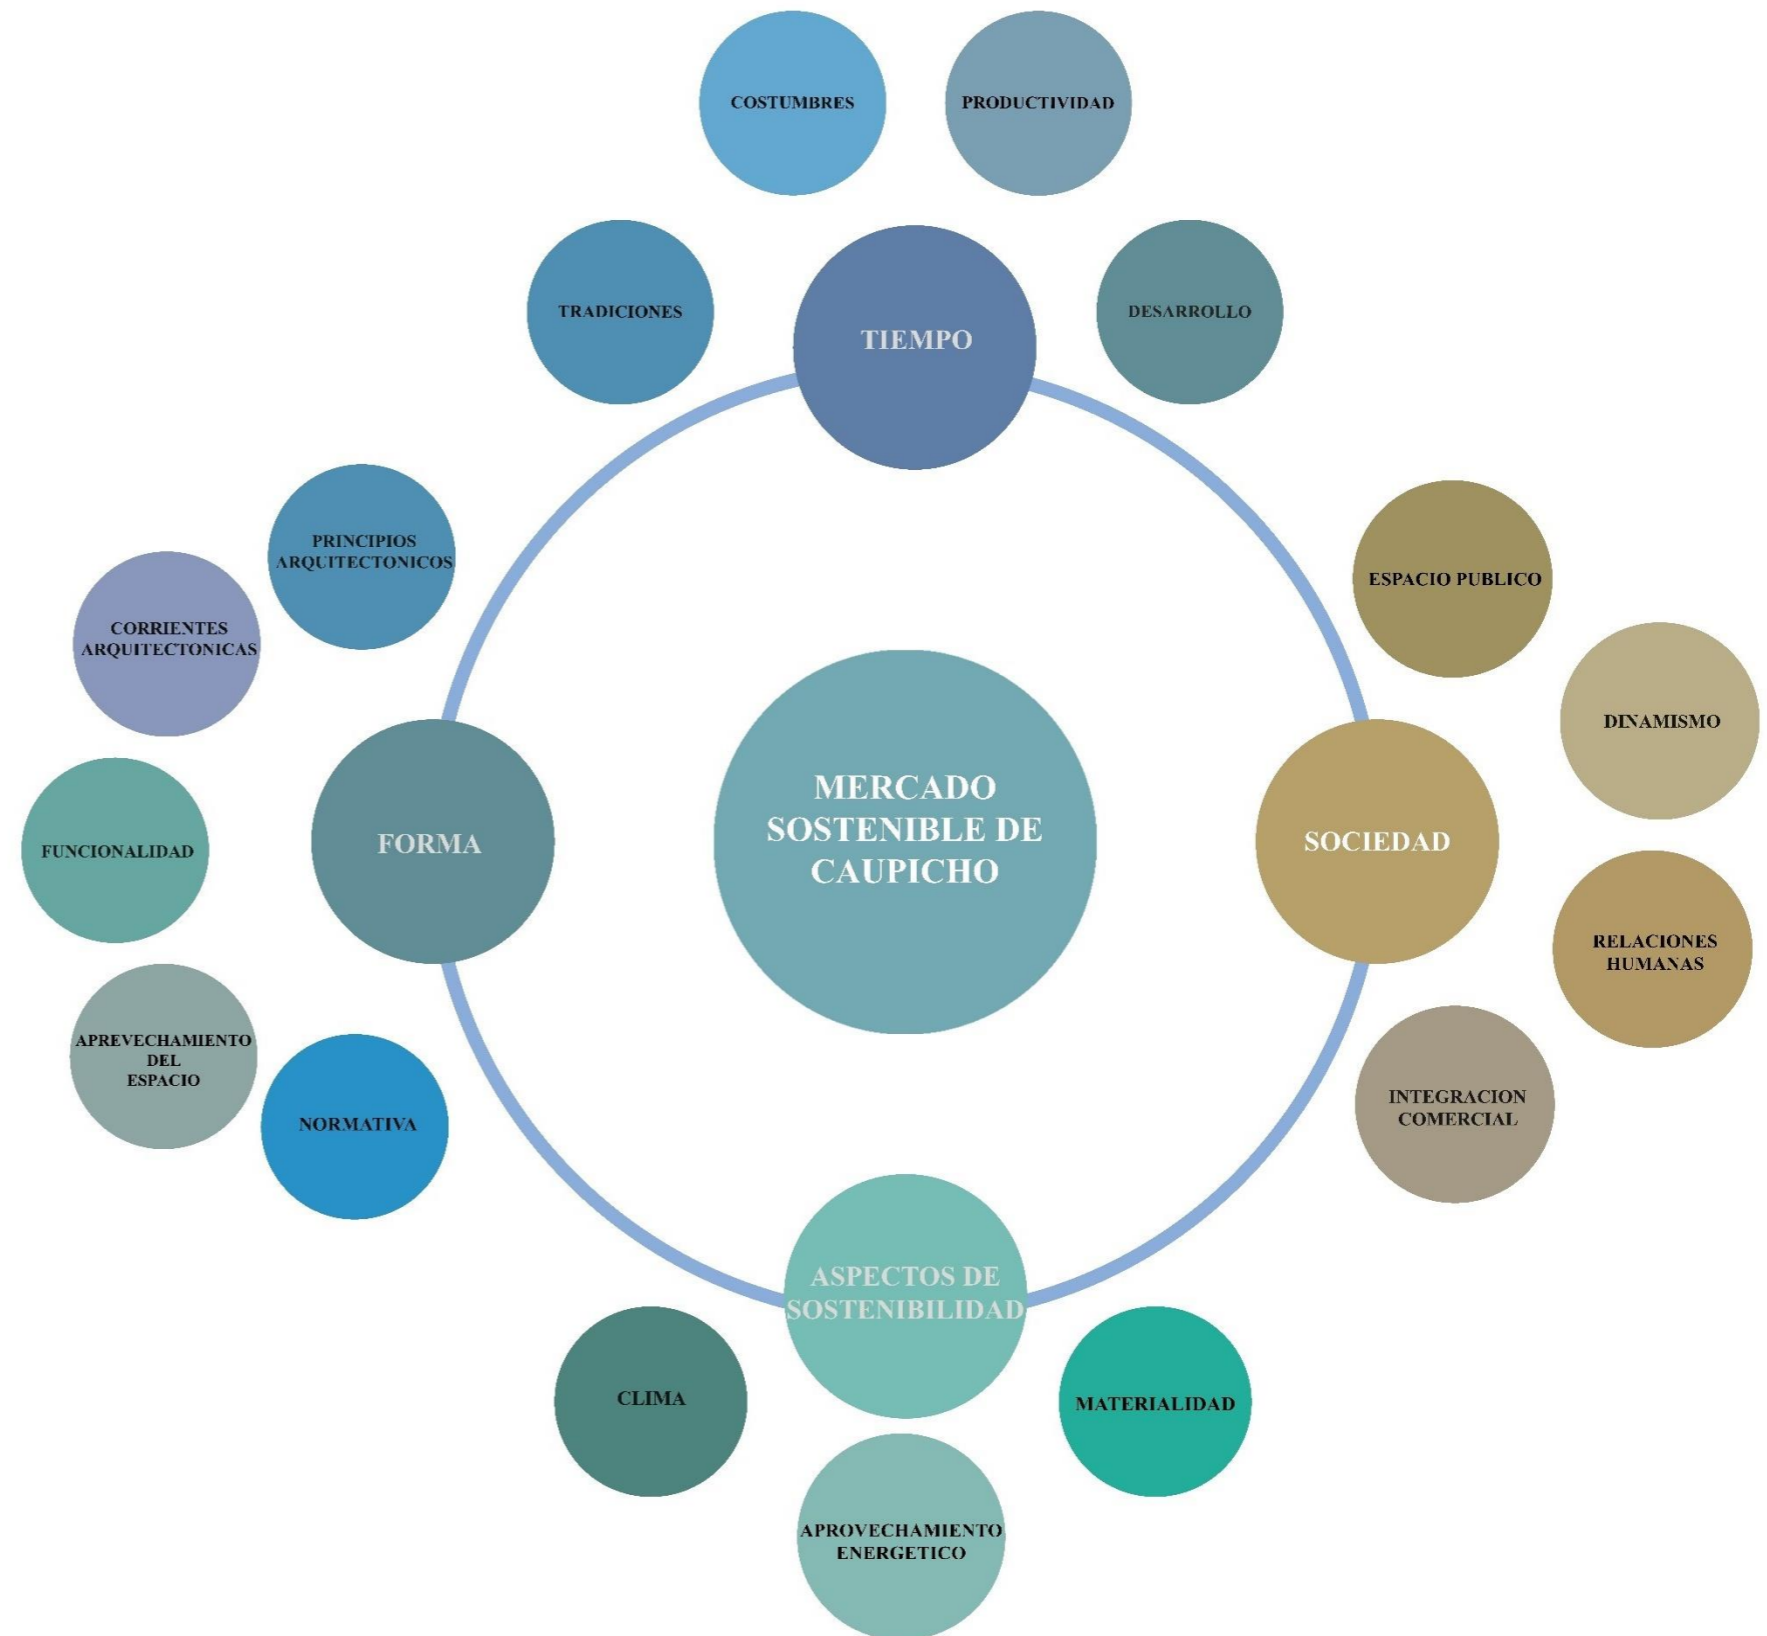 COSTUMBRES
PRODUCTIVIDAD
TRADICIONES
TIEMPO
DESARROLLO
PRINCIPIOS
ARQUITECTONICOS
CORRIENTES
ARQUITECTONICAS
ESPACIO PUBLICO
DINAMISMO
FUNCIONALIDAD
FORMA
MERCADO
SOSTENIBLE DE
CAUPICHO
SOCIEDAD
RELACIONES
HUMANAS
APREVECHAMIENTO
DEL
ESPACIO
NORMATIVA
INTEGRACION
COMERCIAL
ASPECTOS DE
SOSTENIBILIDAD
CLIMA
MATERIALIDAD
APROVECHAMIENTO
ENERGETICO